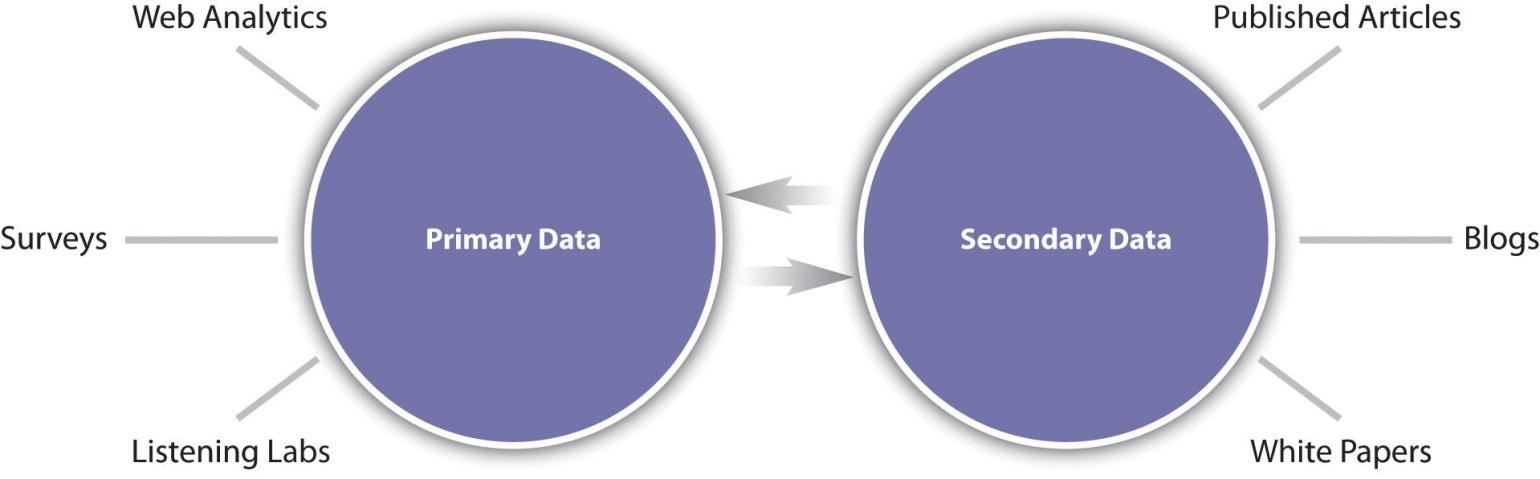 Web Analytics
Published Articles
Surveys
Primary Data
Secondary Data
Blogs
Listening Labs
White Papers